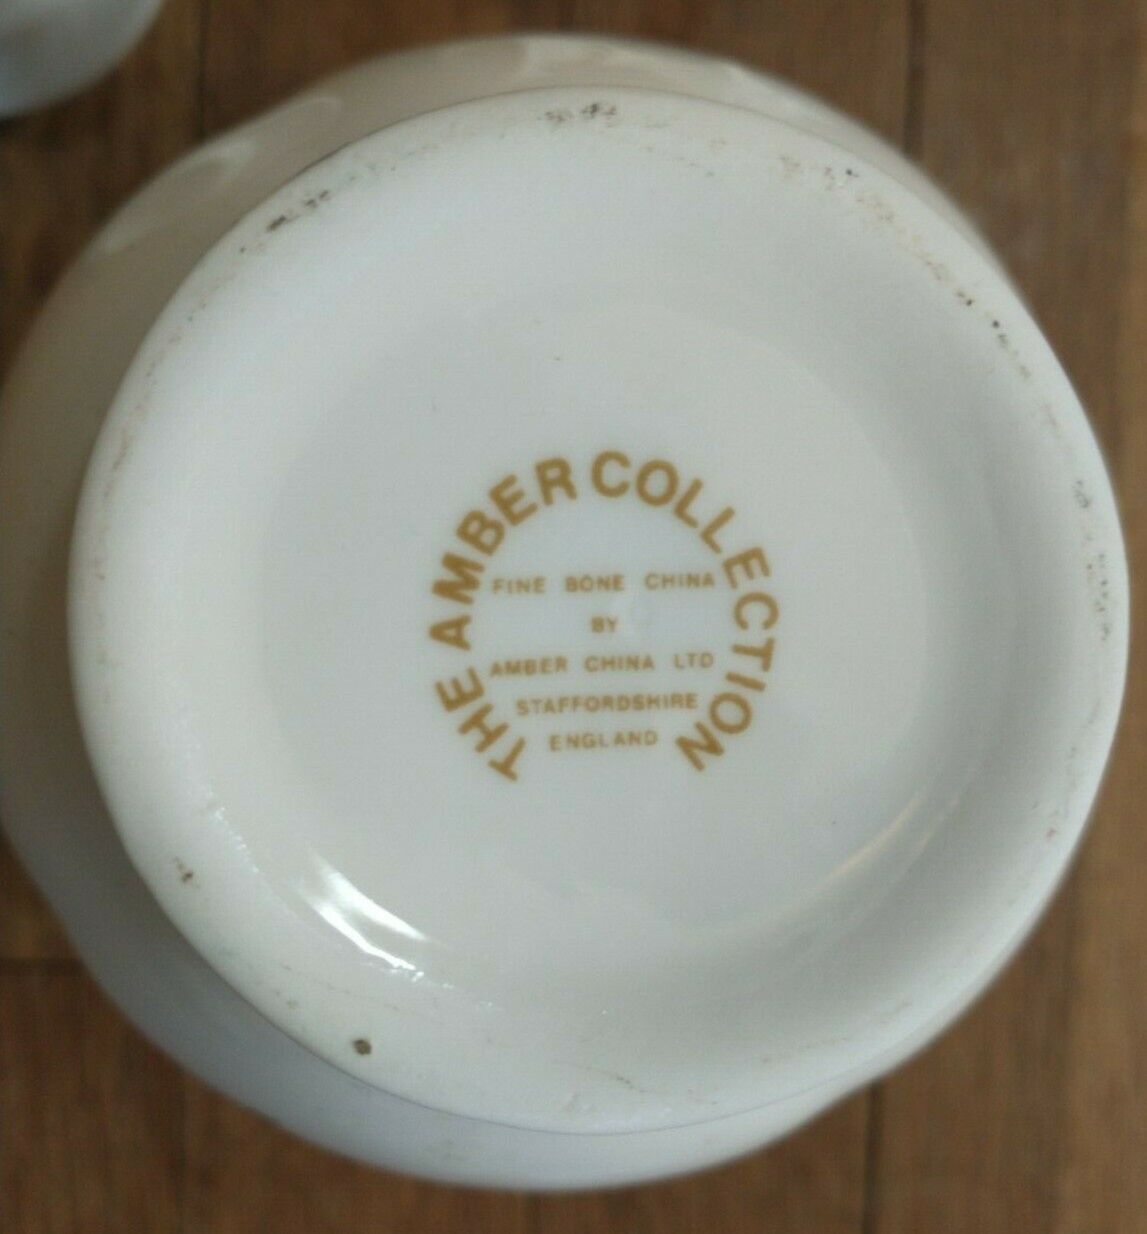 THE AMBER COLLECTION
FINE BONE CHINA
BY
AMBER CHINA LTD
STAFFORDSHIRE
ENGLAND